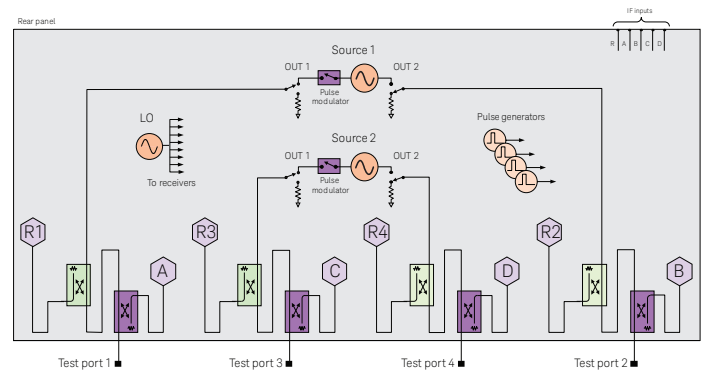 IF inputs
Rear panel
R A B C D
Source 1
OUT 1
OUT 2
Pulse
modulator
LO
To receivers
Pulse generators
Source 2
OUT 1
OUT 2
Pulse
modulator
R1
A
R3
C
R4
D
R2
B
Test port 1
Test port 3
Test port 4
Test port 2